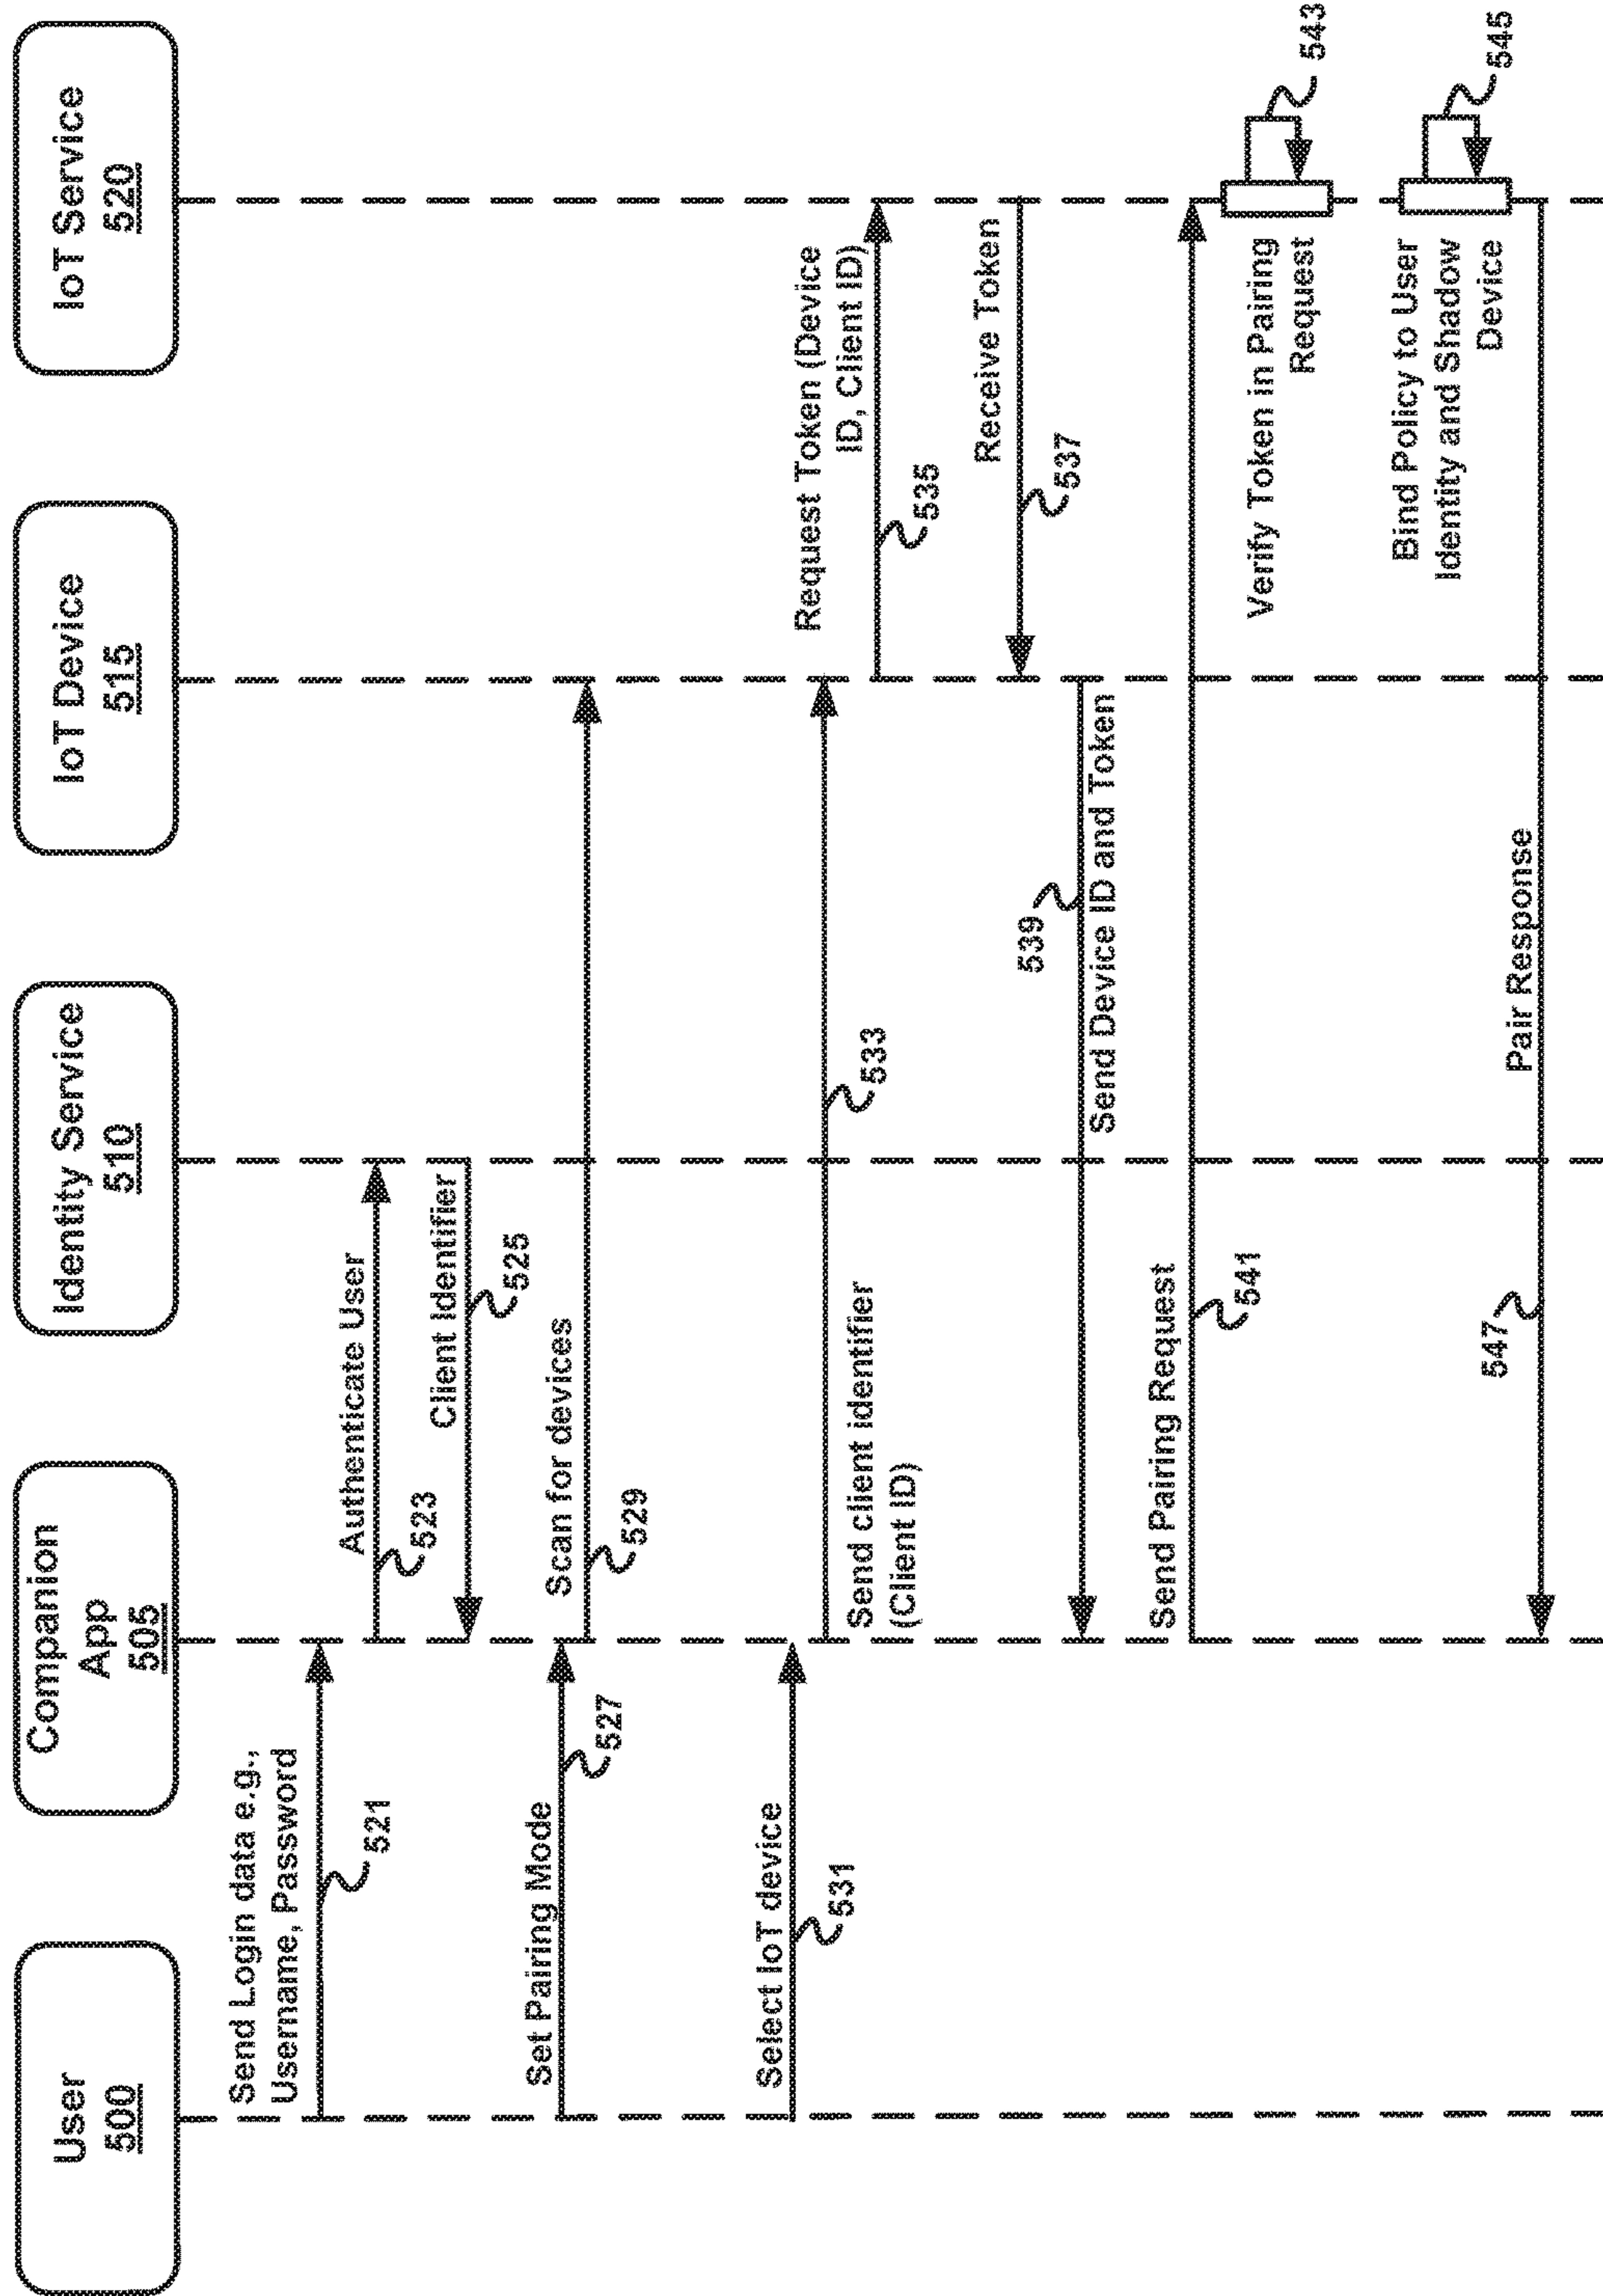 User
500
Companion
App
505
Identity Service
510
IoT Device
515
IoT Service
520
Send Login data e.g.,
Username, Password
521
Authenticate User
523
Client Identifier
525
Set Pairing Mode
527
Scan for devices
529
Select IoT device
531
Send client identifier
(Client ID)
533
Request Token (Device
ID, Client ID)
535
Receive Token
537
539
Send Device ID and Token
Send Pairing Request
541
Verify Token in Pairing
Request
543
Bind Policy to User
Identity and Shadow
Device
545
Pair Response
547